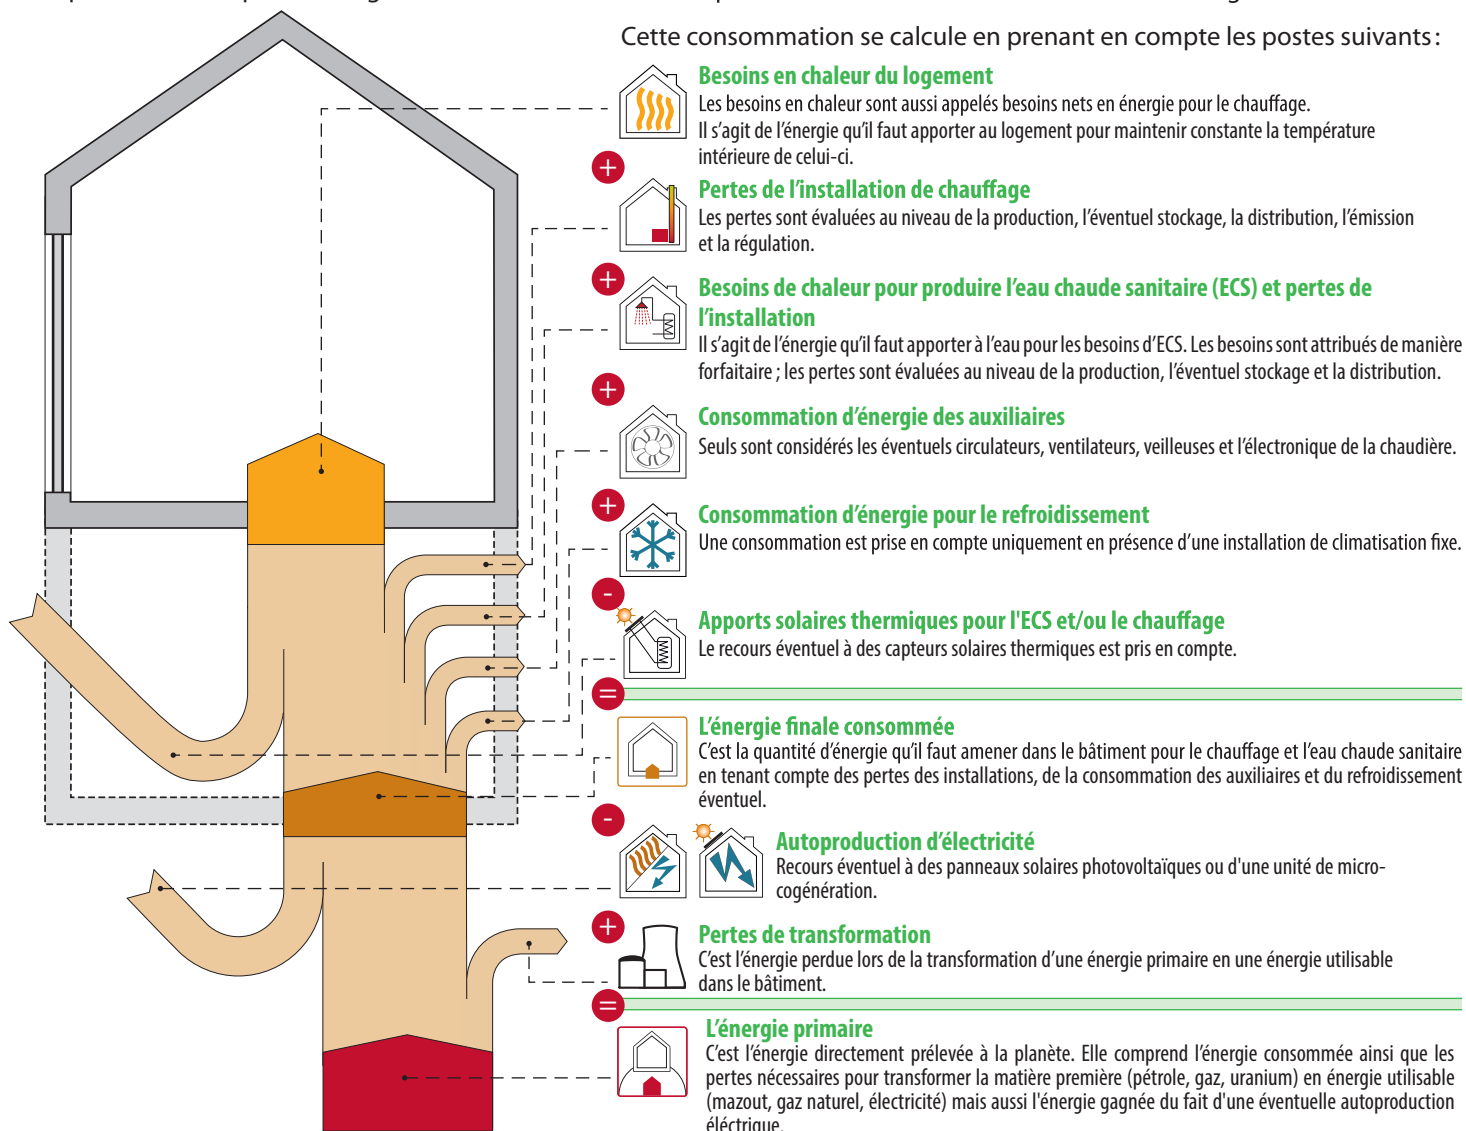 Cette consommation se calcule en prenant en compte les postes suivants :
Besoins en chaleur du logement
Les besoins en chaleur sont aussi appelés besoins nets en énergie pour le chauffage.
Il s'agit de l'énergie qu'il faut apporter au logement pour maintenir constante la température
intérieure de celui-ci.
+
Pertes de l'installation de chauffage
Les pertes sont évaluées au niveau de la production, l'éventuel stockage, la distribution, l'émission
et la régulation.
+
Besoins de chaleur pour produire l'eau chaude sanitaire (ECS) et pertes de
l'installation
Il s'agit de l'énergie qu'il faut apporter à l'eau pour les besoins d'ECS. Les besoins sont attribués de manière
forfaitaire ; les pertes sont évaluées au niveau de la production, l'éventuel stockage et la distribution.
+
Consommation d'énergie des auxiliaires
Seuls sont considérés les éventuels circulateurs, ventilateurs, veilleuses et l'électronique de la chaudière.
+
Consommation d'énergie pour le refroidissement
Une consommation est prise en compte uniquement en présence d'une installation de climatisation fixe.
-
Apports solaires thermiques pour l'ECS et/ou le chauffage
Le recours éventuel à des capteurs solaires thermiques est pris en compte.
=
L'énergie finale consommée
C'est la quantité d'énergie qu'il faut amener dans le bâtiment pour le chauffage et l'eau chaude sanitaire
en tenant compte des pertes des installations, de la consommation des auxiliaires et du refroidissement
éventuel.
-
Autoproduction d'électricité
Recours éventuel à des panneaux solaires photovoltaïques ou d'une unité de micro-
cogénération.
+
Pertes de transformation
C'est l'énergie perdue lors de la transformation d'une énergie primaire en une énergie utilisable
dans le bâtiment.
=
L'énergie primaire
C'est l'énergie directement prélevée à la planète. Elle comprend l'énergie consommée ainsi que les
pertes nécessaires pour transformer la matière première (pétrole, gaz, uranium) en énergie utilisable
(mazout, gaz naturel, électricité) mais aussi l'énergie gagnée du fait d'une éventuelle autoproduction
éléctrique.